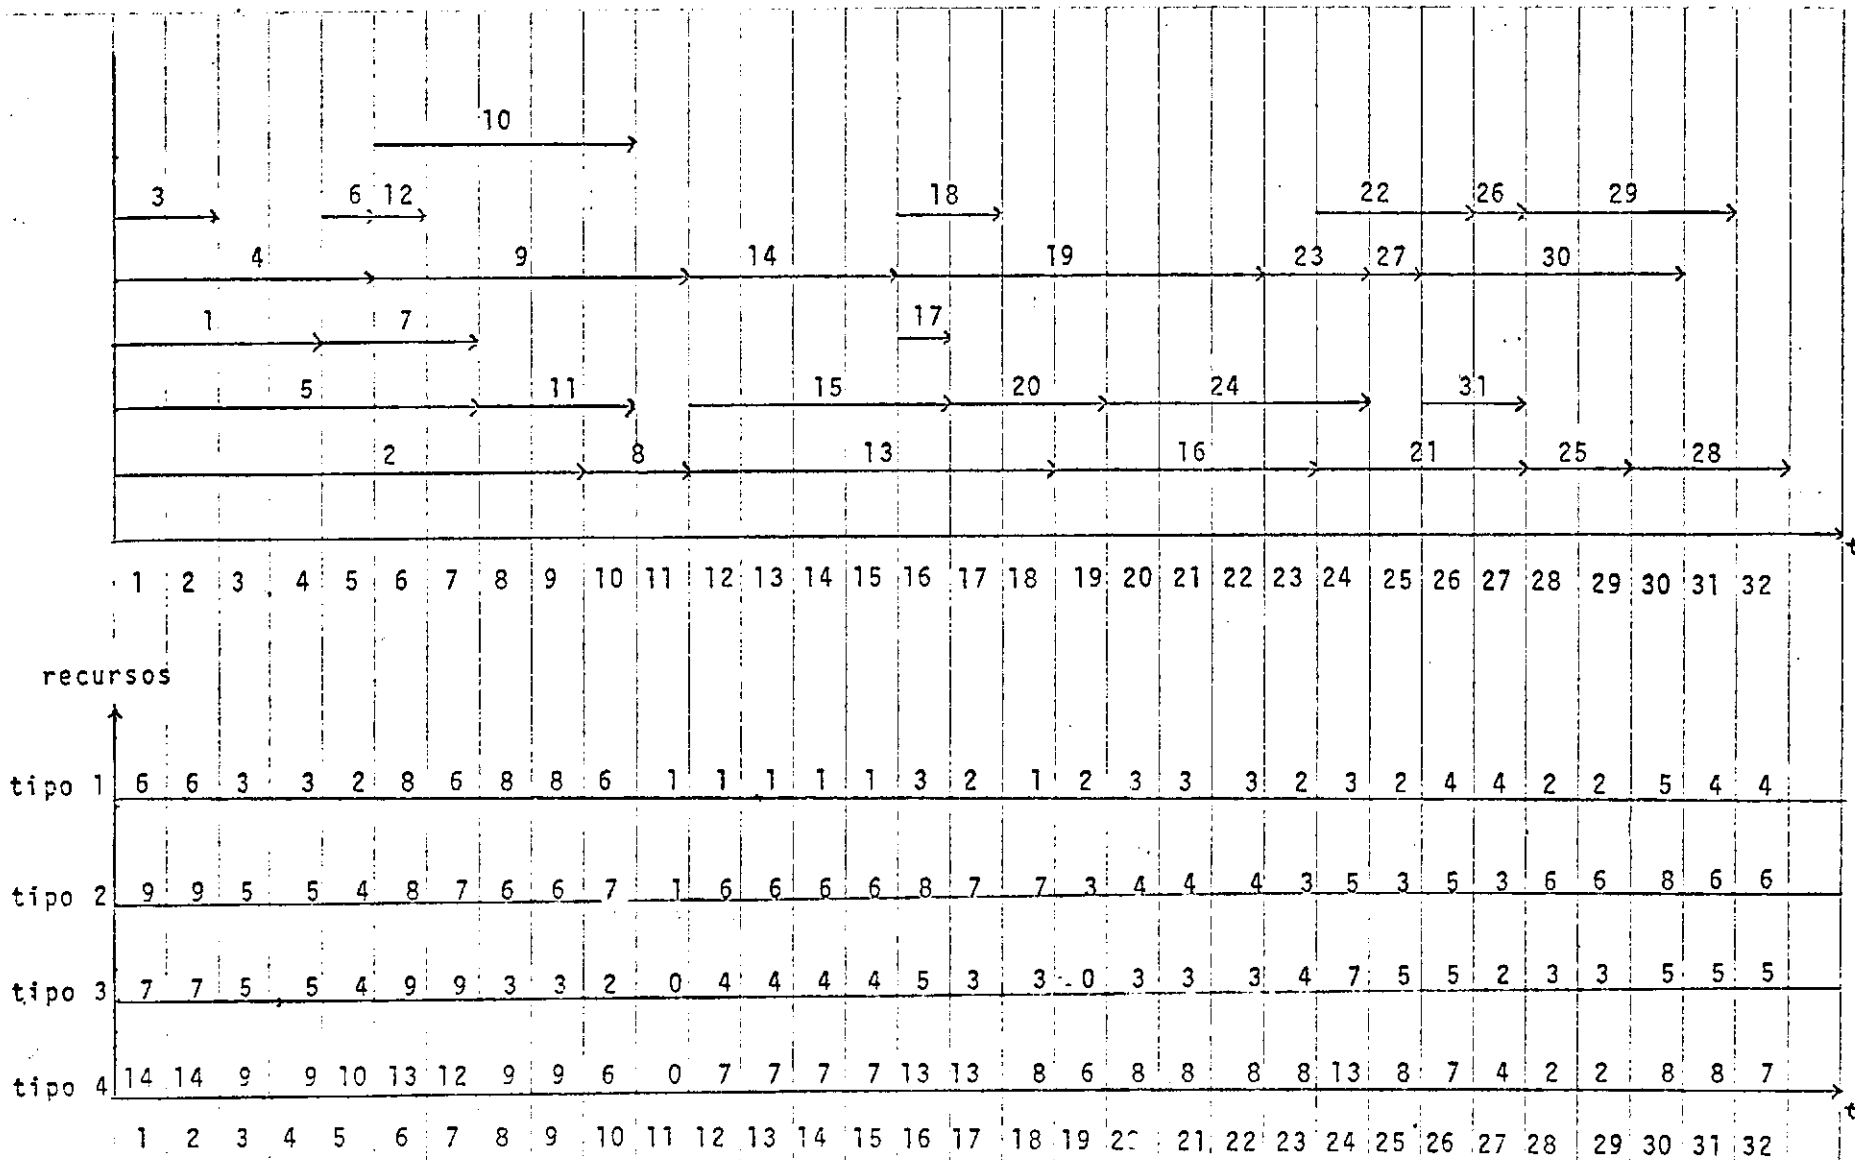 10
3 6 12 18 22 26 29
4 9 14 19 23 27 30
1 7 17
5 11 15 20 24 31
2 8 13 16 21 25 28
t
1 2 3 4 5 6 7 8 9 10 11 12 13 14 15 16 17 18 19 20 21 22 23 24 25 26 27 28 29 30 31 32
recursos
tipo 1 6 6 3 3 2 8 6 8 8 6 1 1 1 1 1 3 2 1 2 3 3 3 2 3 2 4 4 2 2 5 4 4
tipo 2 9 9 5 5 4 8 7 6 6 7 1 6 6 6 6 8 7 7 3 4 4 4 3 5 3 5 3 6 6 8 6 6
tipo 3 7 7 5 5 4 9 9 3 3 2 0 4 4 4 4 5 3 3 0 3 3 3 4 7 5 5 2 3 3 5 5 5
tipo 4 14 14 9 9 10 13 12 9 9 6 0 7 7 7 7 13 13 8 6 8 8 8 8 13 8 7 4 2 2 8 8 7
t
1 2 3 4 5 6 7 8 9 10 11 12 13 14 15 16 17 18 19 21 22 23 24 25 26 27 28 29 30 31 32